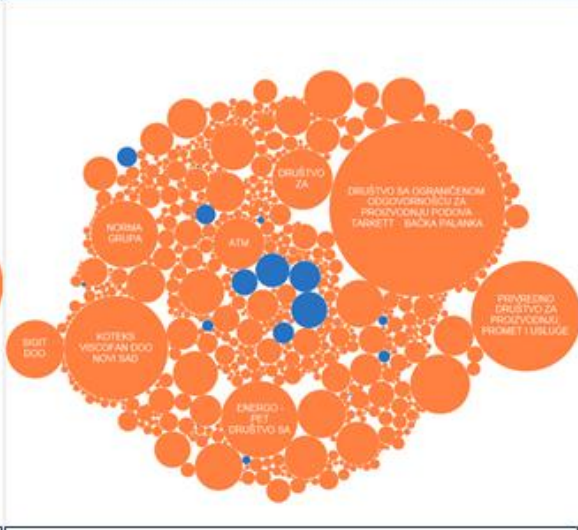 DRUŠTVO
ZA
DRUŠTVO SA OGRANIČENOM
ODGOVORNOŠĆU ZA
PROIZVODNJU PODOVA
TARKETT BAČKA PALANKA
NORMA
GRUPA
ATM
PRIVREDNO
DRUŠTVO ZA
PROIZVODNJU
PROMET I USLUGE
SIGIT
DOO
KOTEKS
VISCOFAN DOO
NOVI SAD
ENERGO -
PET
DRUŠTVO SA